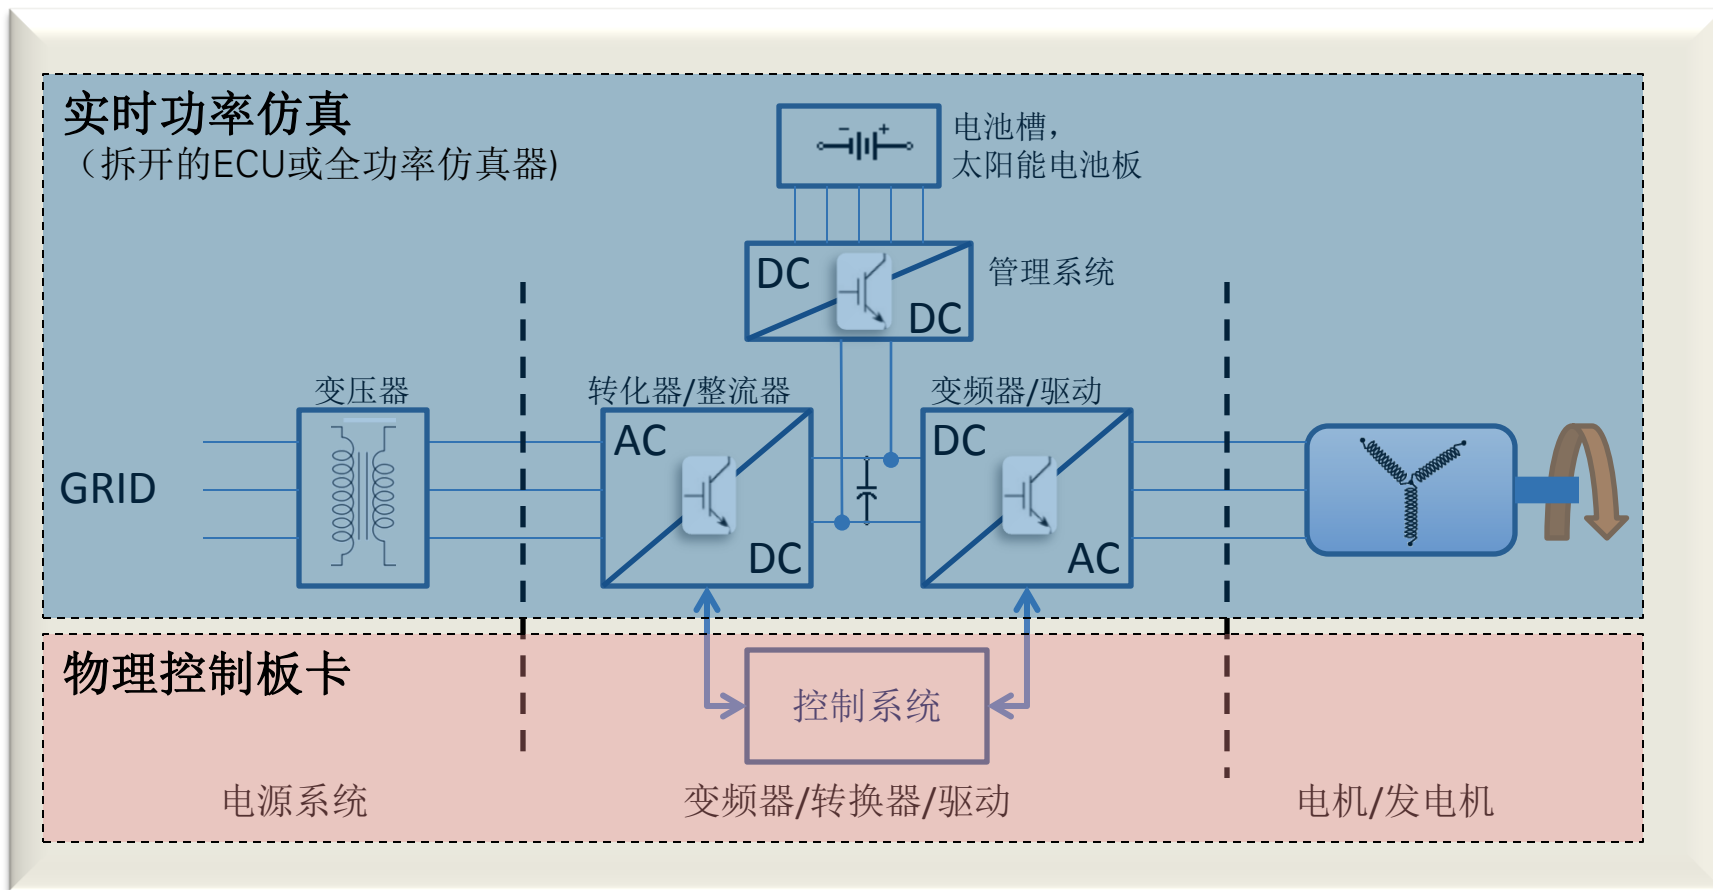 实时功率仿真
（拆开的ECU或全功率仿真器)
- +
电池槽，
太阳能电池板
DC
DC
管理系统
变压器
转化器/整流器
变频器/驱动
AC
DC
DC
AC
GRID
物理控制板卡
控制系统
电源系统
变频器/转换器/驱动
电机/发电机